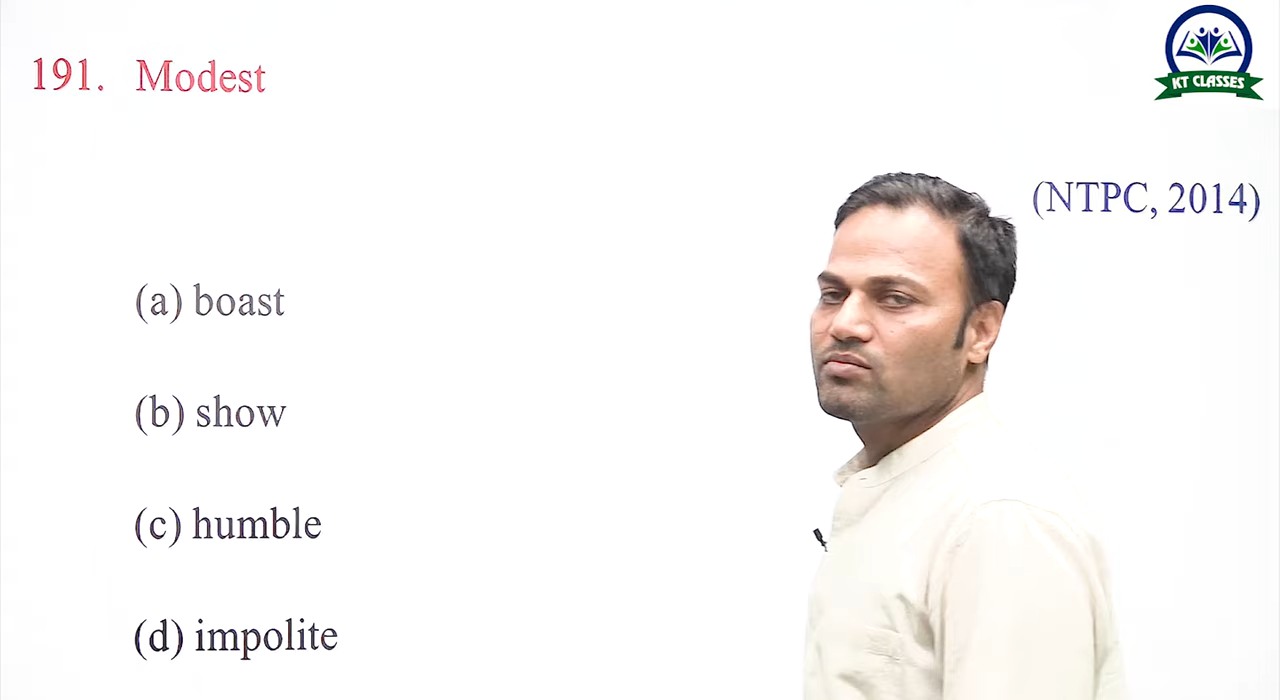 KT CLASSES
191. Modest
(NTPC, 2014)
(a) boast
(b) show
(c) humble
(d) impolite